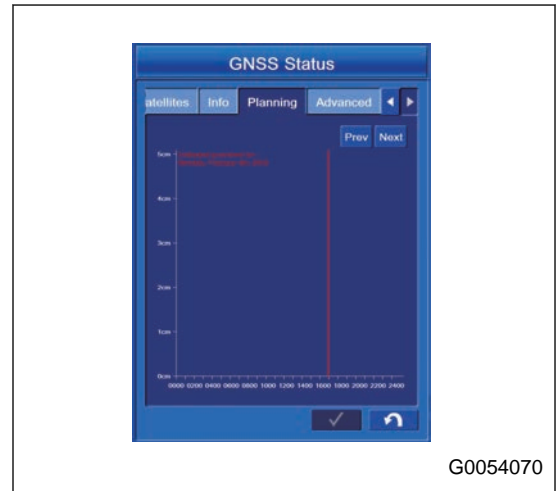 GNSS Status
atellites Info Planning Advanced
Prev Next
5cm
4cm
3cm
2cm
1cm
0cm
0000 0200 0400 0600 0800 1000 1200 1400 1600 1800 2000 2200 2400
G0054070